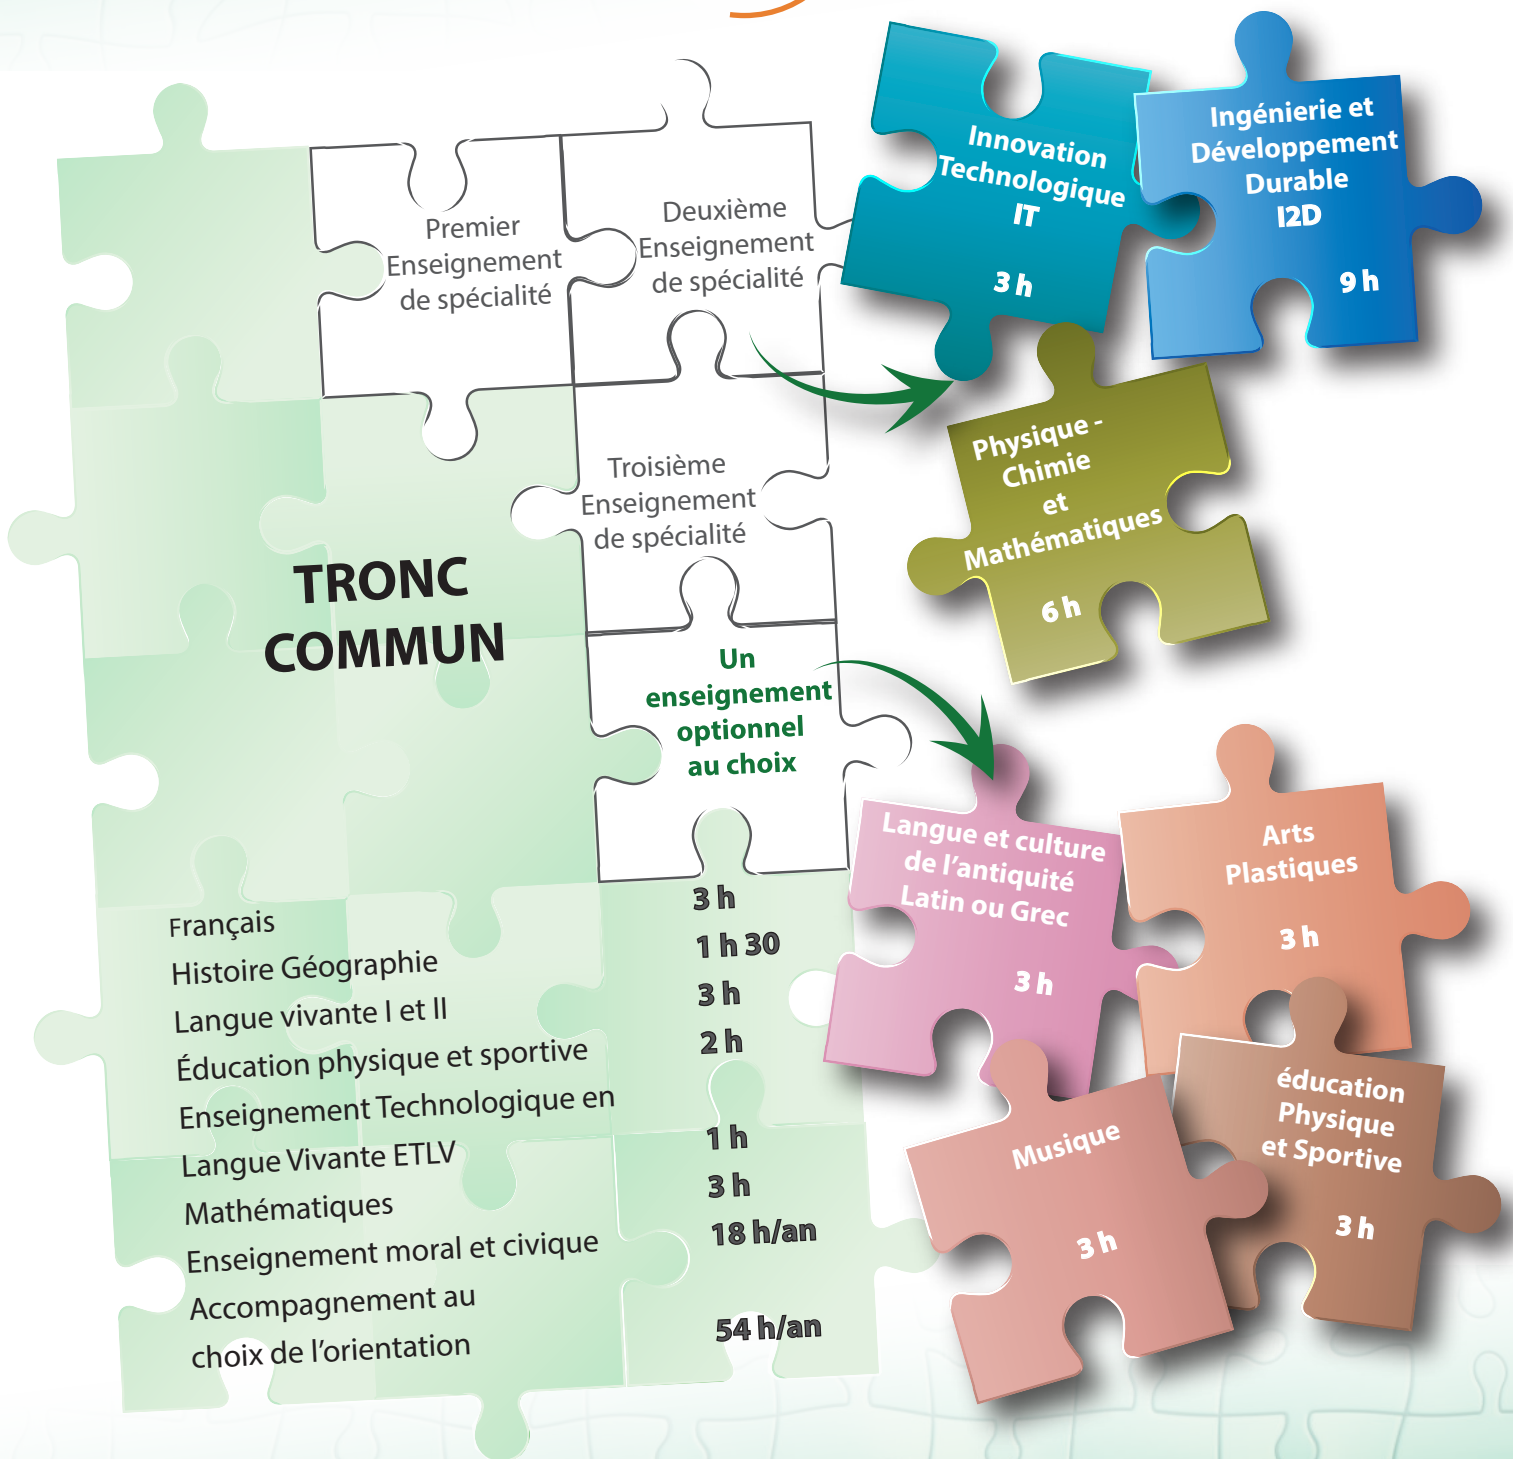 Premier
Enseignement
de spécialité
Deuxième
Enseignement
de spécialité
Troisième
Enseignement
de spécialité
Un
enseignement
optionnel
au choix
Innovation
Technologique
IT
3 h
Ingénierie et
Développement
Durable
I2D
9 h
Physique -
Chimie
et
Mathématiques
6 h
TRONC
COMMUN
Français 3 h
Histoire Géographie 1 h 30
Langue vivante I et II 3 h
Éducation physique et sportive 2 h
Enseignement Technologique en
Langue Vivante ETLV 1 h
Mathématiques 3 h
Enseignement moral et civique 18 h/an
Accompagnement au
choix de l'orientation 54 h/an
Langue et culture
de l'antiquité
Latin ou Grec
3 h
Arts
Plastiques
3 h
Musique
3 h
éducation
Physique
et Sportive
3 h